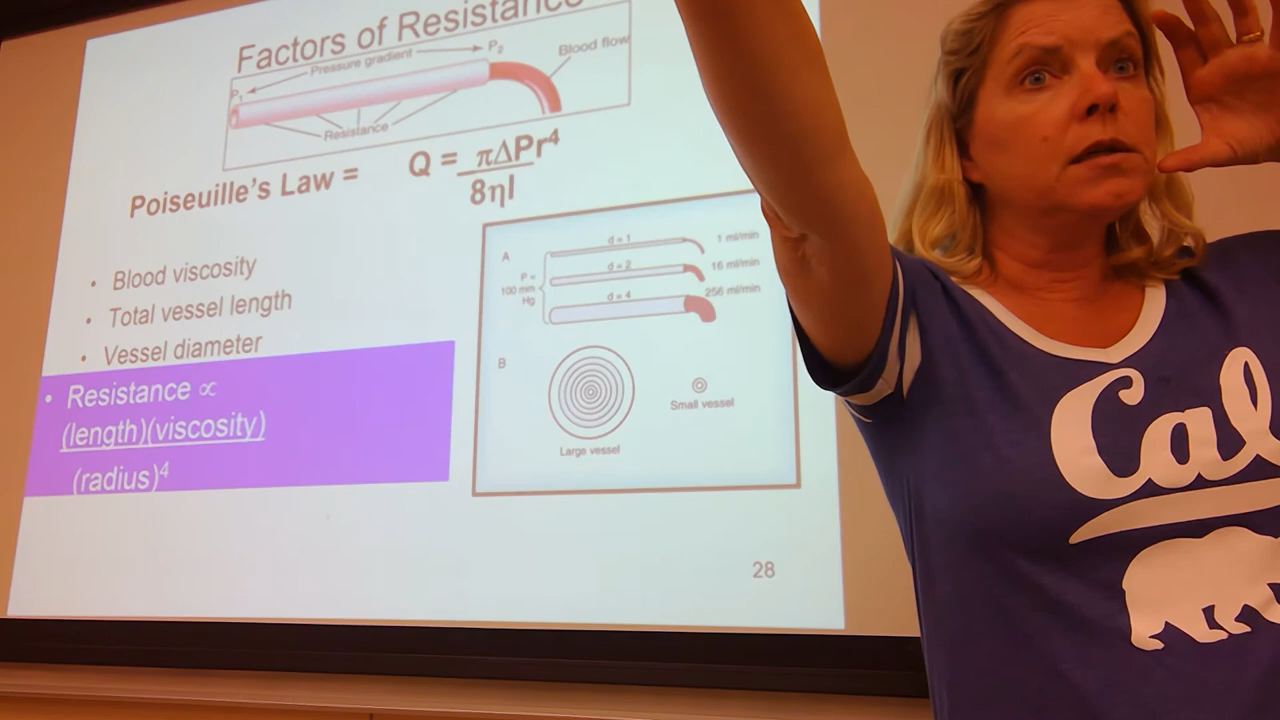 Factors of Resistance
P₂
Blood flow
Pressure gradient
P₁
Resistance
Poiseuille's Law = Q = πΔPr⁴
8ηl
• Blood viscosity
• Total vessel length
• Vessel diameter
• Resistance ∝
(length)(viscosity)
(radius)⁴
A
P =
100 mm
Hg
d = 1
1 ml/min
d = 2
16 ml/min
d = 4
256 ml/min
B
Small vessel
Large vessel
28
Cal